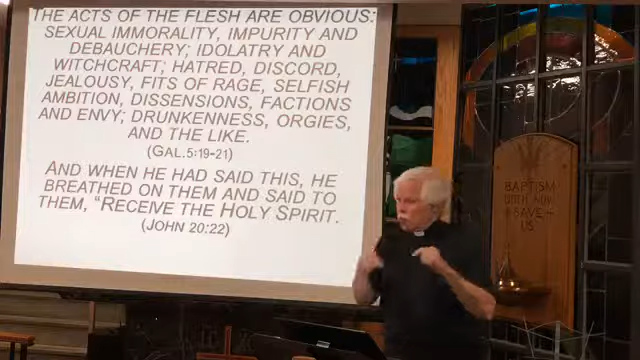 THE ACTS OF THE FLESH ARE OBVIOUS:
SEXUAL IMMORALITY, IMPURITY AND
DEBAUCHERY; IDOLATRY AND
WITCHCRAFT; HATRED, DISCORD,
JEALOUSY, FITS OF RAGE, SELFISH
AMBITION, DISSENSIONS, FACTIONS
AND ENVY; DRUNKENNESS, ORGIES,
AND THE LIKE.
(GAL.5:19-21)
AND WHEN HE HAD SAID THIS, HE
BREATHED ON THEM AND SAID TO
THEM, “RECEIVE THE HOLY SPIRIT.
(JOHN 20:22)
BAPTISM
DOTH NOW
SAVE
US